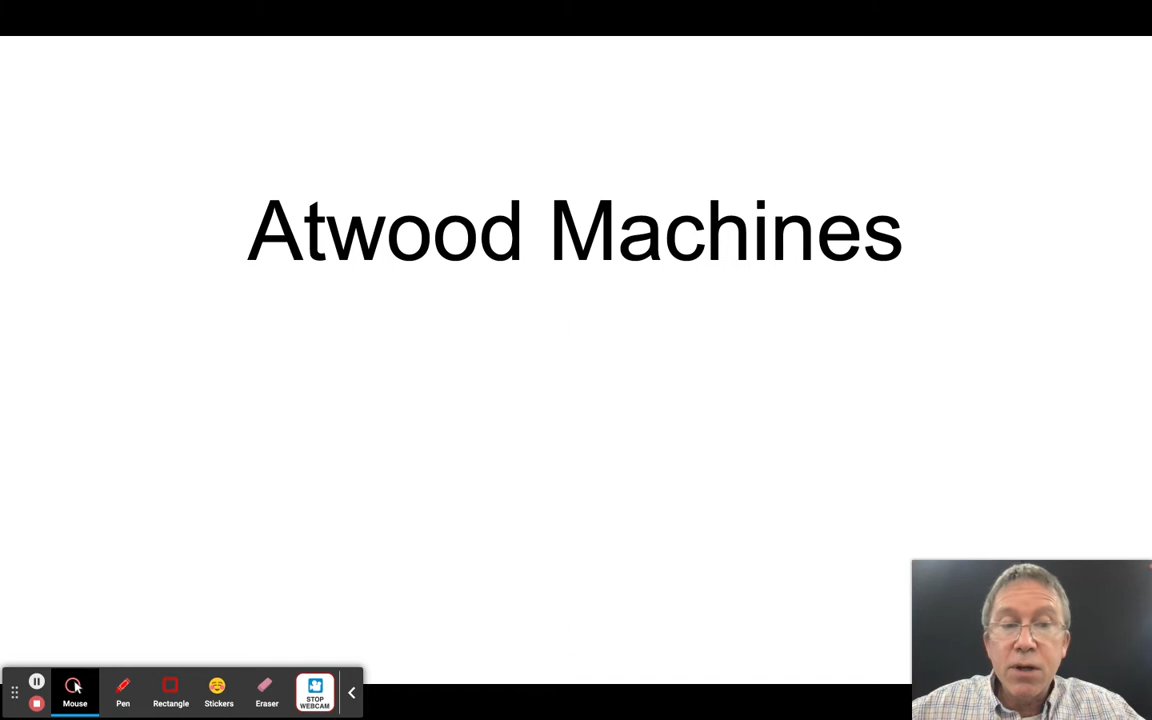 Atwood Machines
Mouse
Pen
Rectangle
Stickers
Eraser
STOP
WEBCAM